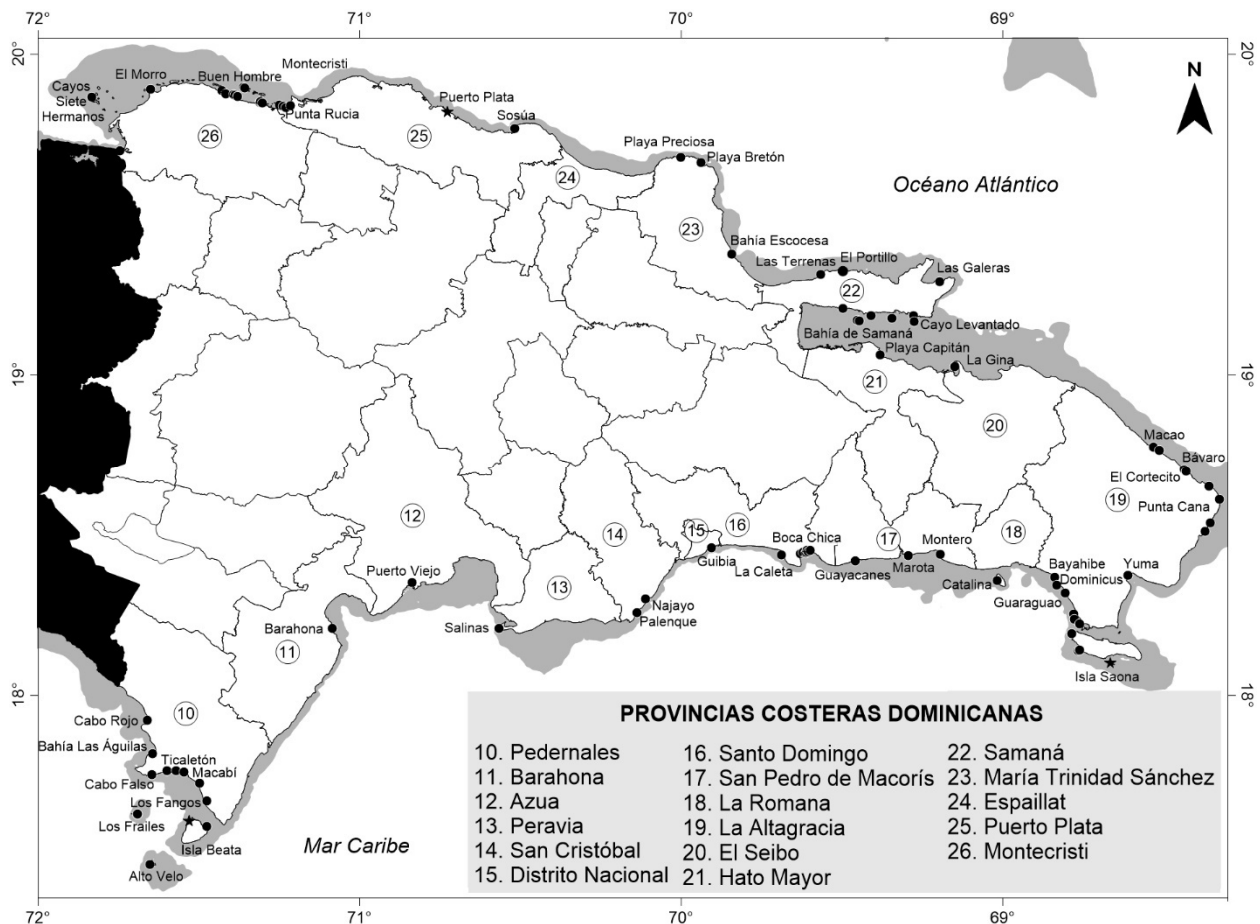 72°
71°
70°
69°
20°
20°
N
Montecristi
El Morro
Buen Hombre
Cayos
Siete
Hermanos
Punta Rucia
Puerto Plata
Sosúa
26
25
24
Playa Preciosa
Playa Bretón
Océano Atlántico
23
Bahía Escocesa
Las Terrenas
El Portillo
Las Galeras
22
Bahía de Samaná
Cayo Levantado
Playa Capitán
La Gina
19°
19°
21
20
Macao
Bávaro
El Cortecito
19
Punta Cana
12
14
15
16
17
18
Guibia
Boca Chica
La Caleta
Guayacanes
Marota
Montero
Catalina
Bayahibe
Dominicus
Yuma
Guaraguao
Puerto Viejo
13
Najayo
Palenque
Salinas
Barahona
11
Isla Saona
18°
18°
10
Cabo Rojo
Bahía Las Águilas
Ticaletón
Macabí
Cabo Falso
Los Fangos
Los Frailes
Isla Beata
Alto Velo
Mar Caribe
PROVINCIAS COSTERAS DOMINICANAS
10. Pedernales
11. Barahona
12. Azua
13. Peravia
14. San Cristóbal
15. Distrito Nacional
16. Santo Domingo
17. San Pedro de Macorís
18. La Romana
19. La Altagracia
20. El Seibo
21. Hato Mayor
22. Samaná
23. María Trinidad Sánchez
24. Espaillat
25. Puerto Plata
26. Montecristi
72°
71°
70°
69°